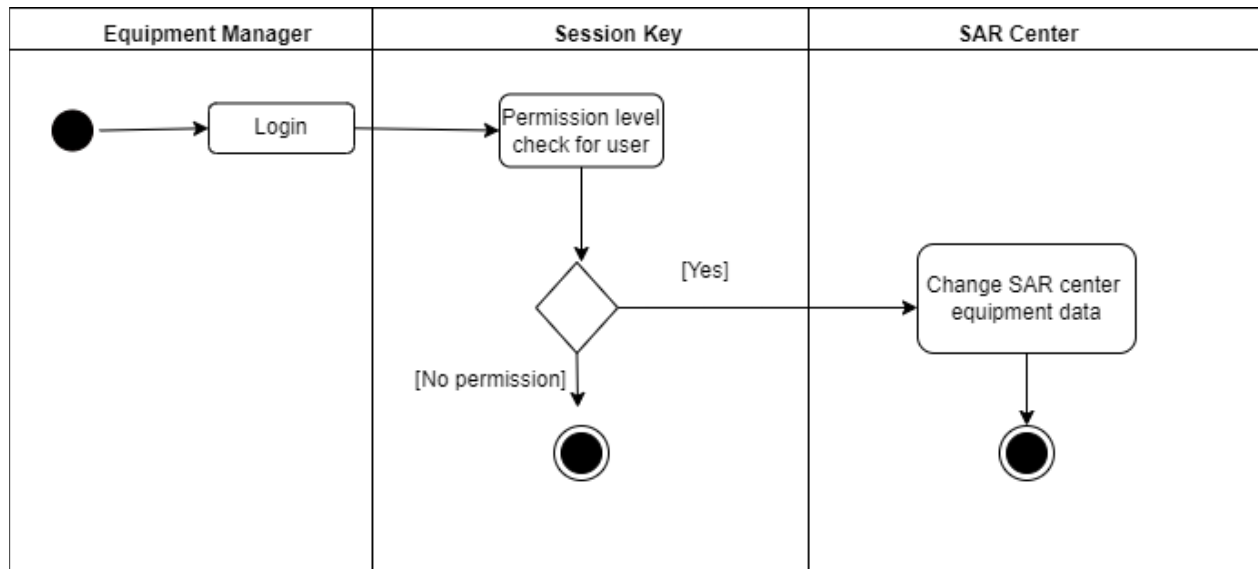 Equipment Manager
Session Key
SAR Center
Login
Permission level
check for user
[Yes]
Change SAR center
equipment data
[No permission]